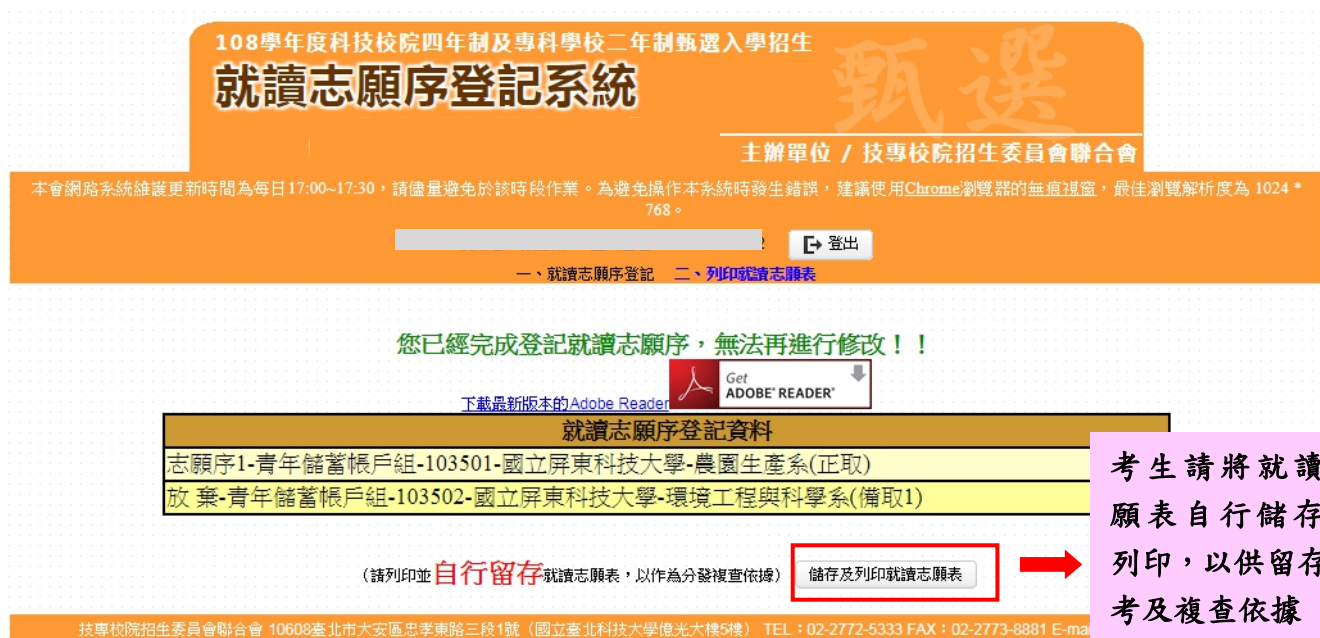 108學年度科技校院四年制及專科學校二年制甄選入學招生
甄選
就讀志願序登記系統
主辦單位 / 技專校院招生委員會聯合會
本會網路系統維護更新時間為每日17:00~17:30，請儘量避免於該時段作業。為避免操作本系統時發生錯誤，建議使用Chrome瀏覽器的無痕視窗，最佳瀏覽解析度為 1024 *
768。
登出
一、就讀志願序登記 二、列印就讀志願表
您已經完成登記就讀志願序，無法再進行修改！！
下載最新版本的Adobe Reader
Get
ADOBE® READER®
就讀志願序登記資料
志願序1-青年儲蓄帳戶組-103501-國立屏東科技大學-農園生產系(正取)
放 棄-青年儲蓄帳戶組-103502-國立屏東科技大學-環境工程與科學系(備取1)
考生請將就讀
願表自行儲存
列印，以供留存
考及複查依據
(請列印並自行留存就讀志願表，以作為分發複查依據)
儲存及列印就讀志願表
技專校院招生委員會聯合會 10608臺北市大安區忠孝東路三段1號（國立臺北科技大學億光大樓5樓） TEL：02-2772-5333 FAX：02-2773-8881